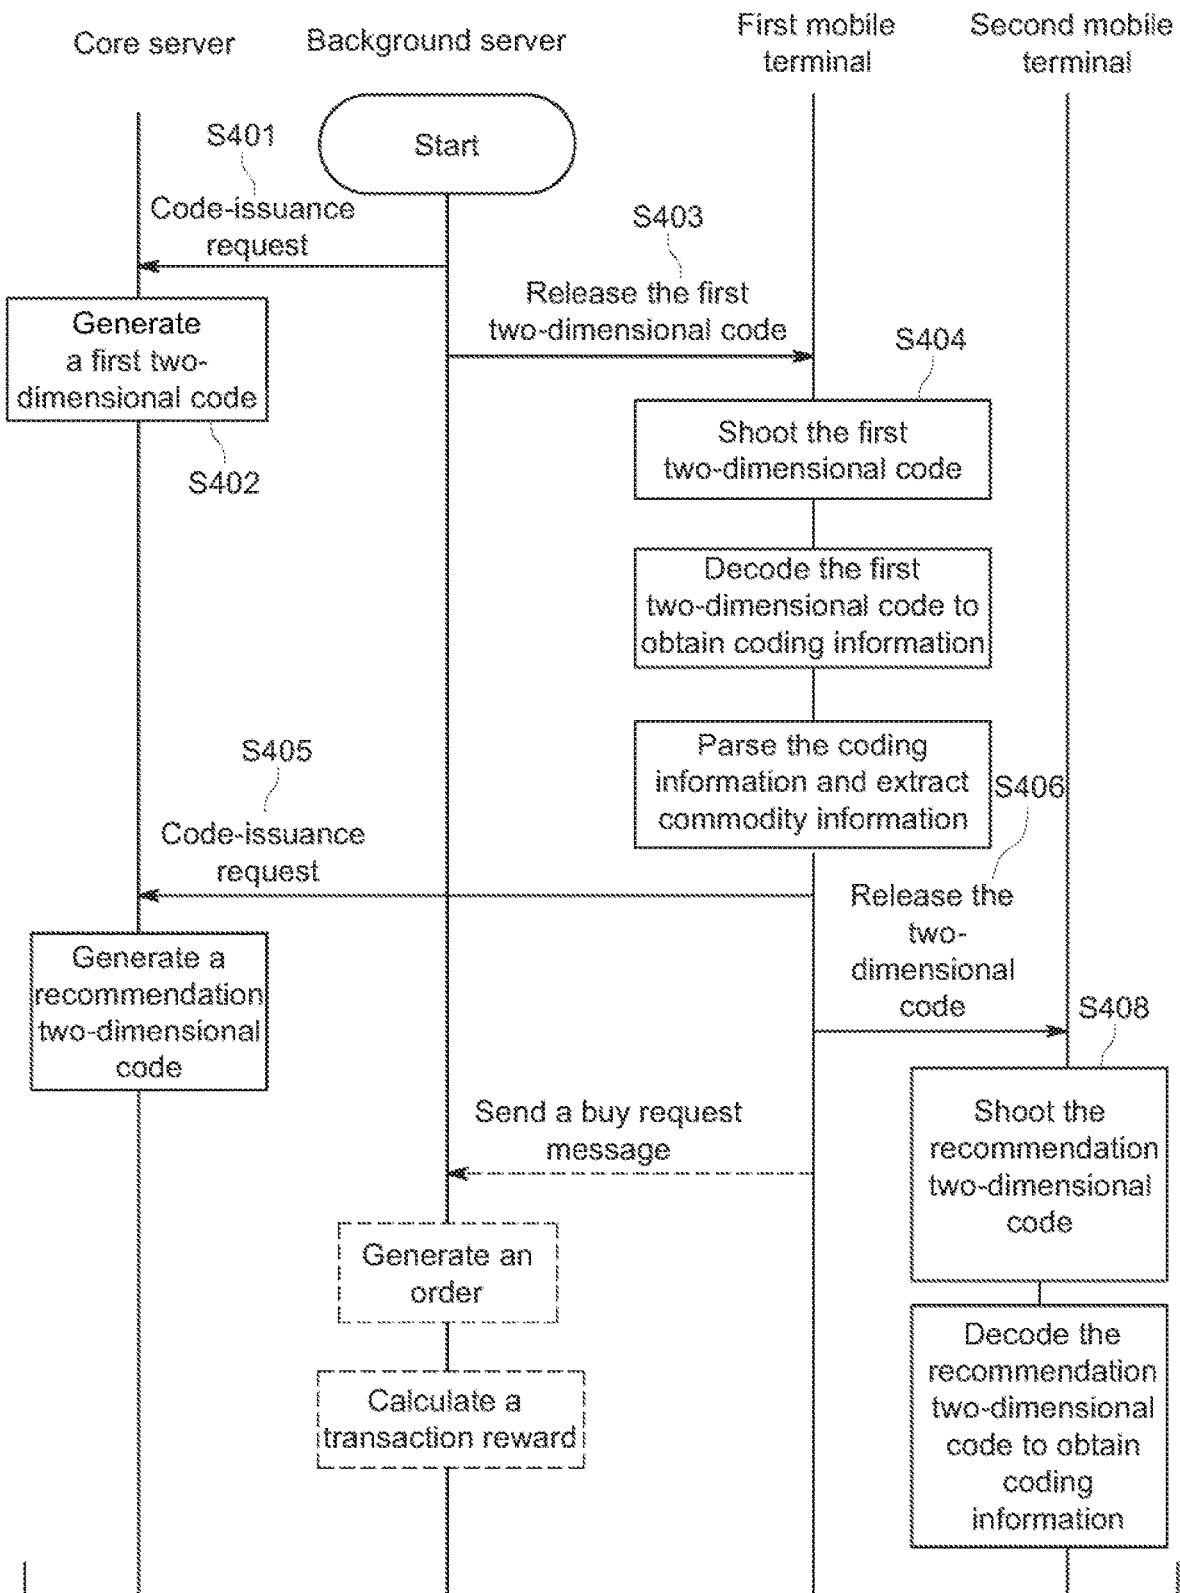 Core server
Background server
First mobile
terminal
Second mobile
terminal
Start
S401
Code-issuance
request
S403
Release the first
two-dimensional code
Generate
a first two-
dimensional code
S402
S404
Shoot the first
two-dimensional code
Decode the first
two-dimensional code to
obtain coding information
Parse the coding
information and extract
commodity information
S405
Code-issuance
request
S406
Release the
two-
dimensional
code
Generate a
recommendation
two-dimensional
code
S408
Shoot the
recommendation
two-dimensional
code
Send a buy request
message
Generate an
order
Calculate a
transaction reward
Decode the
recommendation
two-dimensional
code to obtain
coding
information